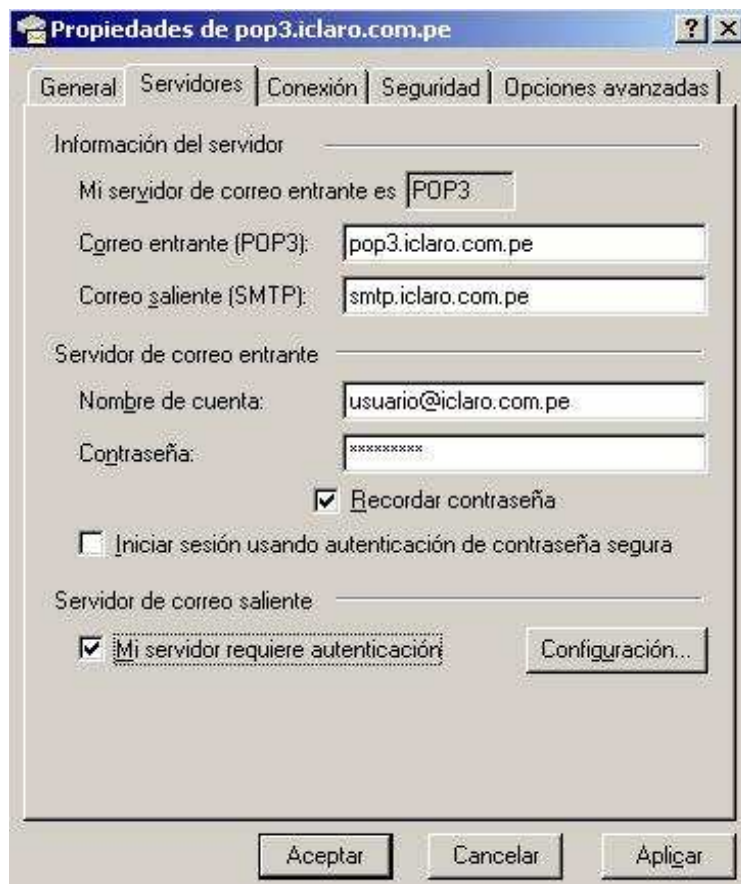 Propiedades de pop3.iclaro.com.pe ? X
General Servidores Conexión Seguridad Opciones avanzadas
Información del servidor
Mi servidor de correo entrante es POP3
Correo entrante (POP3): pop3.iclaro.com.pe
Correo saliente (SMTP): smtp.iclaro.com.pe
Servidor de correo entrante
Nombre de cuenta: usuario@iclaro.com.pe
Contraseña: *********
Recordar contraseña
Iniciar sesión usando autenticación de contraseña segura
Servidor de correo saliente
Mi servidor requiere autenticación Configuración...
Aceptar Cancelar Aplicar